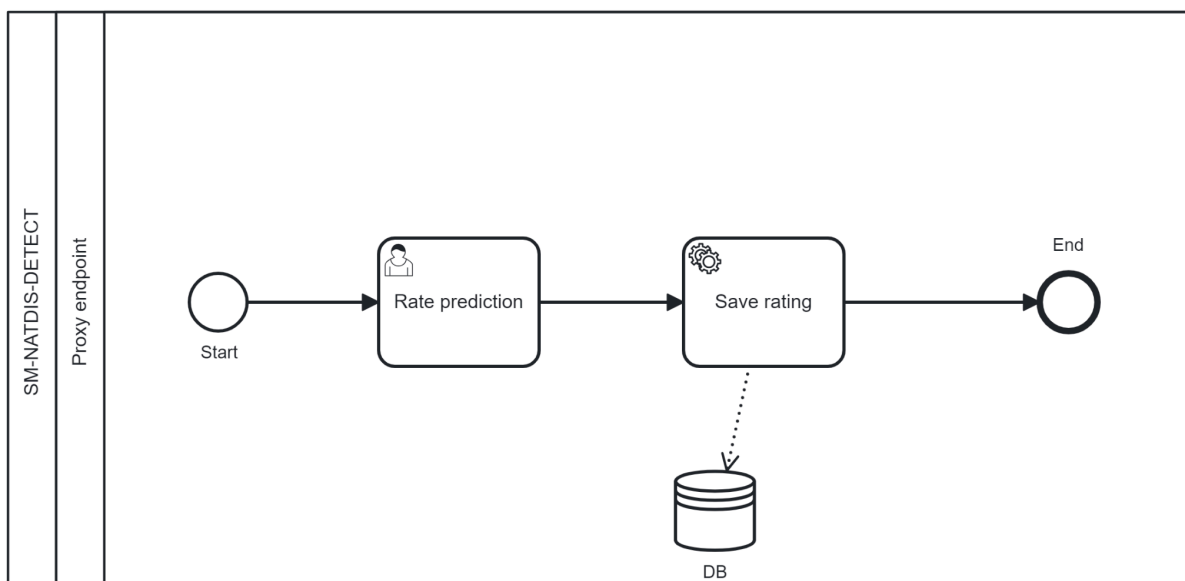 SM-NATDIS-DETECT
Proxy endpoint
Start
Rate prediction
Save rating
End
DB